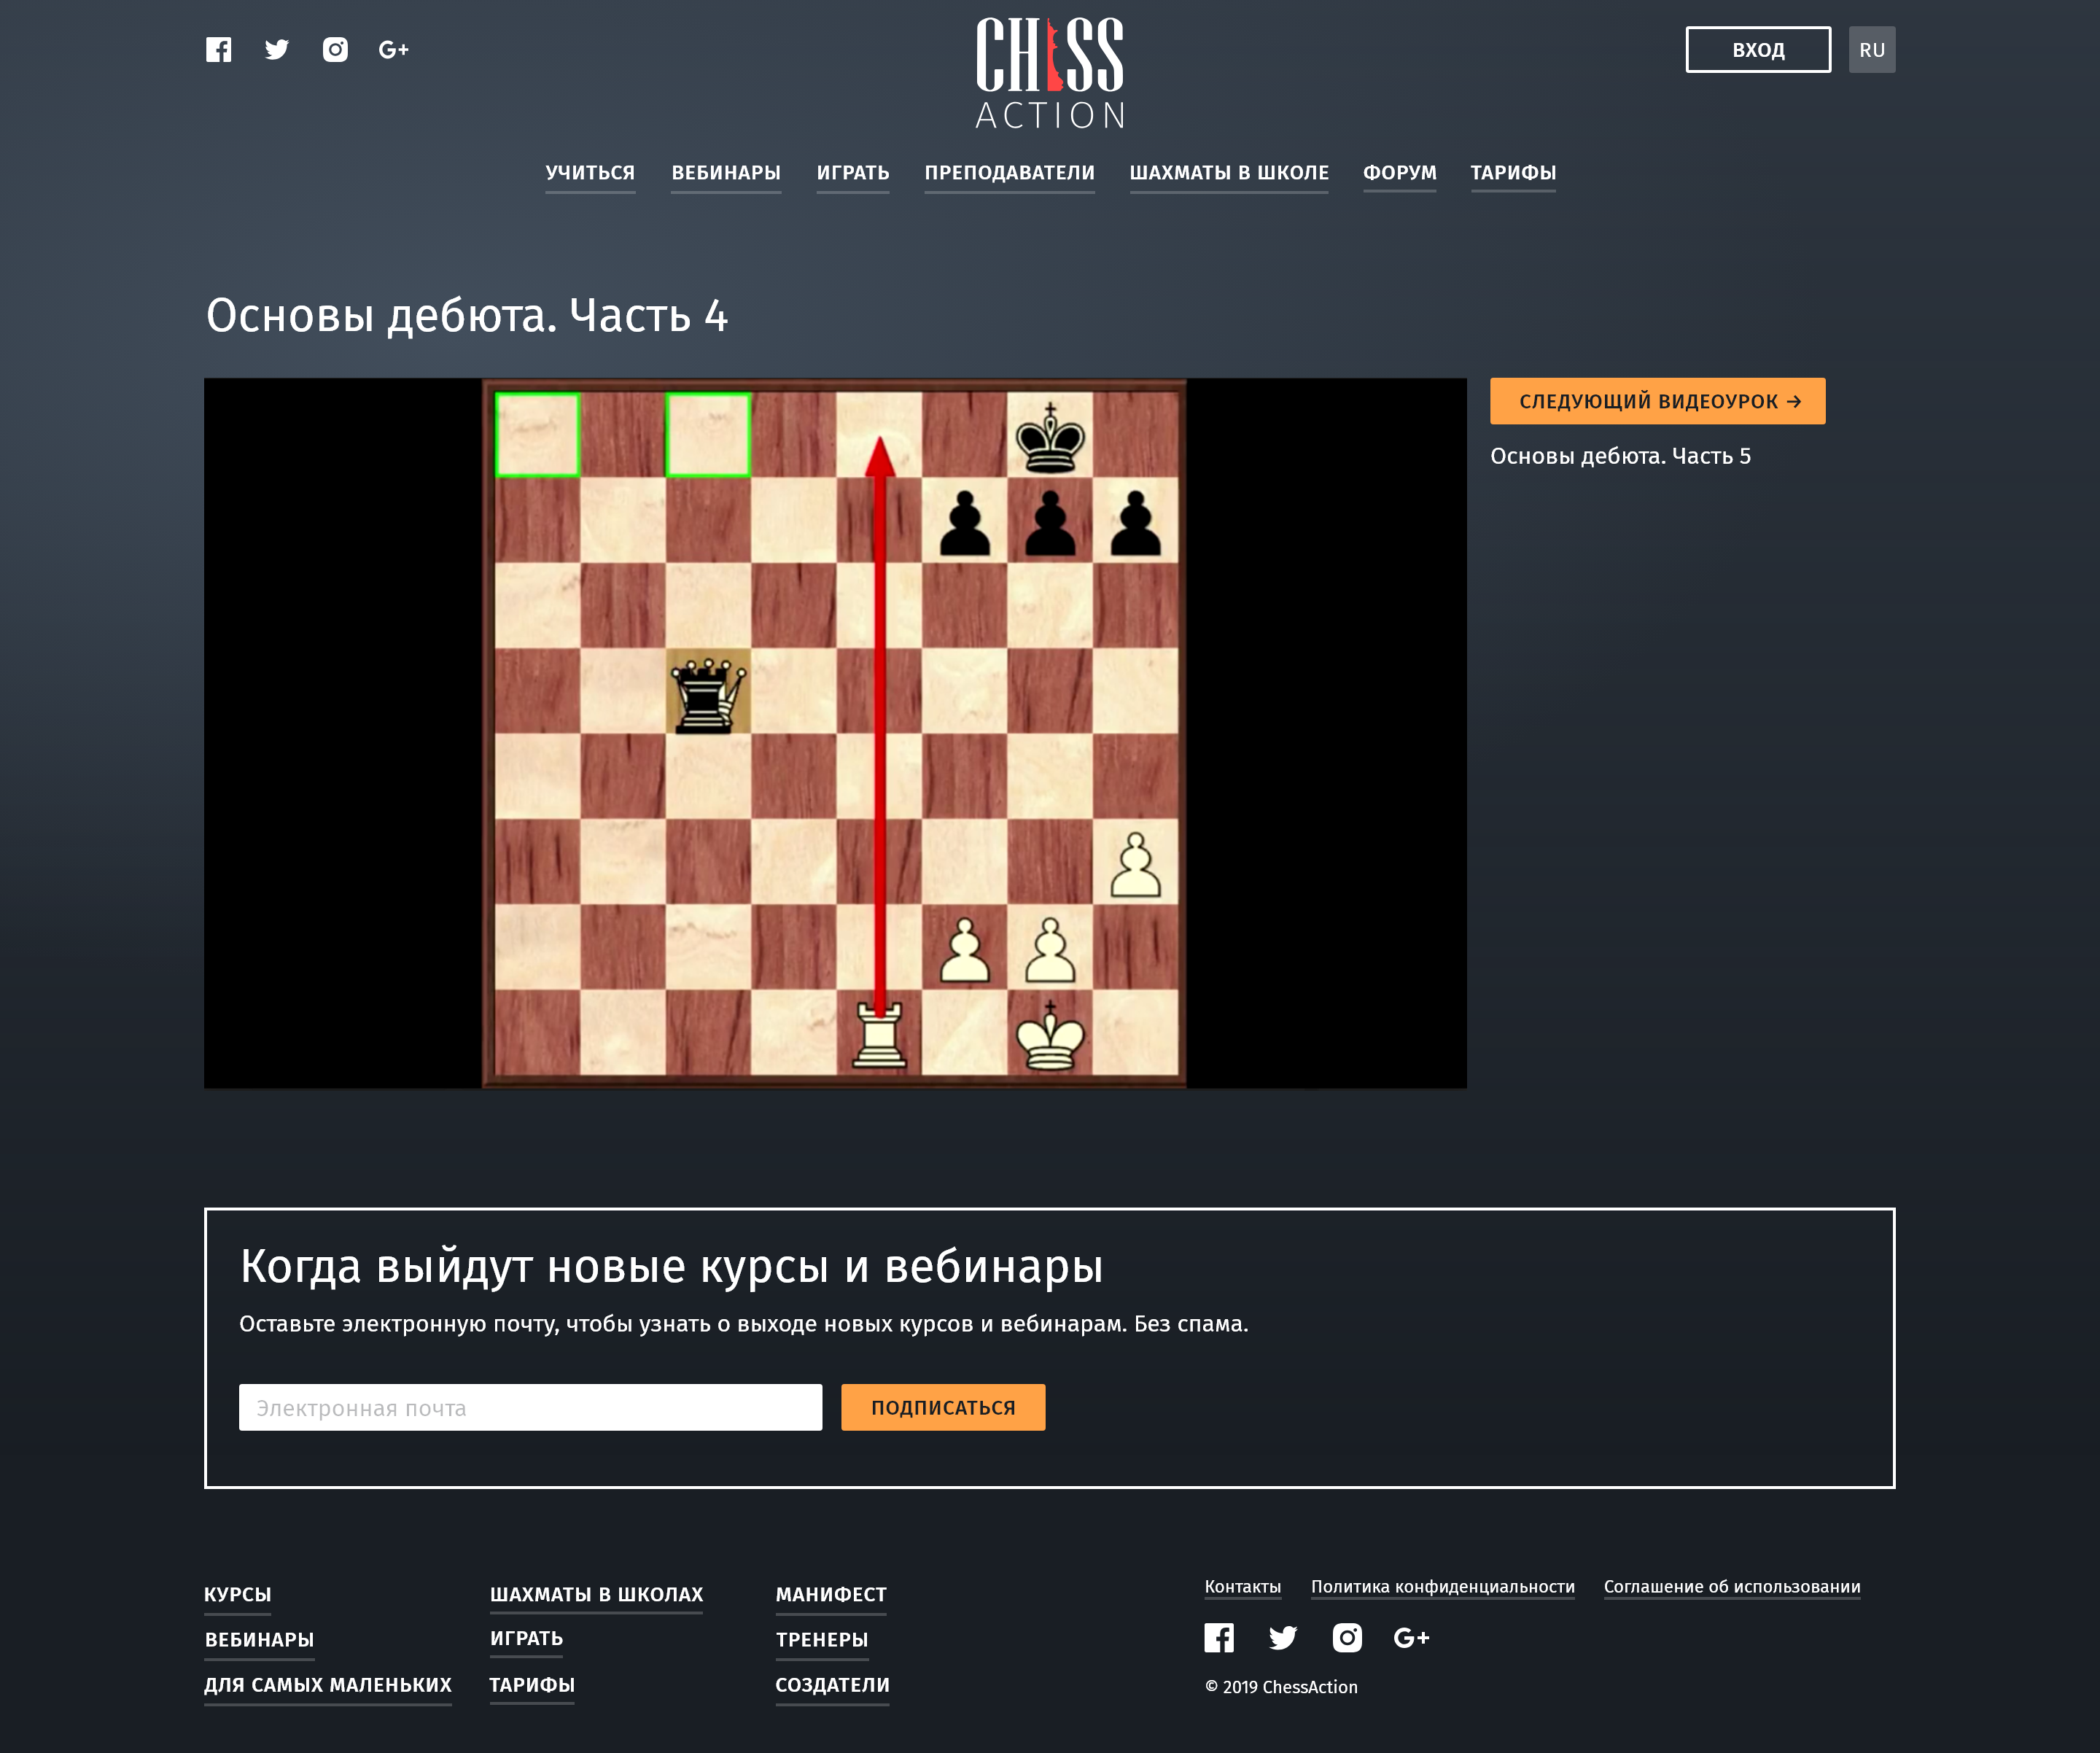 CHESS
ACTION
ВХОД
RU
УЧИТЬСЯ ВЕБИНАРЫ ИГРАТЬ ПРЕПОДАВАТЕЛИ ШАХМАТЫ В ШКОЛЕ ФОРУМ ТАРИФЫ
Основы дебюта. Часть 4
СЛЕДУЮЩИЙ ВИДЕОУРОК →
Основы дебюта. Часть 5
Когда выйдут новые курсы и вебинары
Оставьте электронную почту, чтобы узнать о выходе новых курсов и вебинарам. Без спама.
Электронная почта
ПОДПИСАТЬСЯ
КУРСЫ
ВЕБИНАРЫ
ДЛЯ САМЫХ МАЛЕНЬКИХ
ШАХМАТЫ В ШКОЛАХ
ИГРАТЬ
ТАРИФЫ
МАНИФЕСТ
ТРЕНЕРЫ
СОЗДАТЕЛИ
Контакты Политика конфиденциальности Соглашение об использовании
G+
© 2019 ChessAction